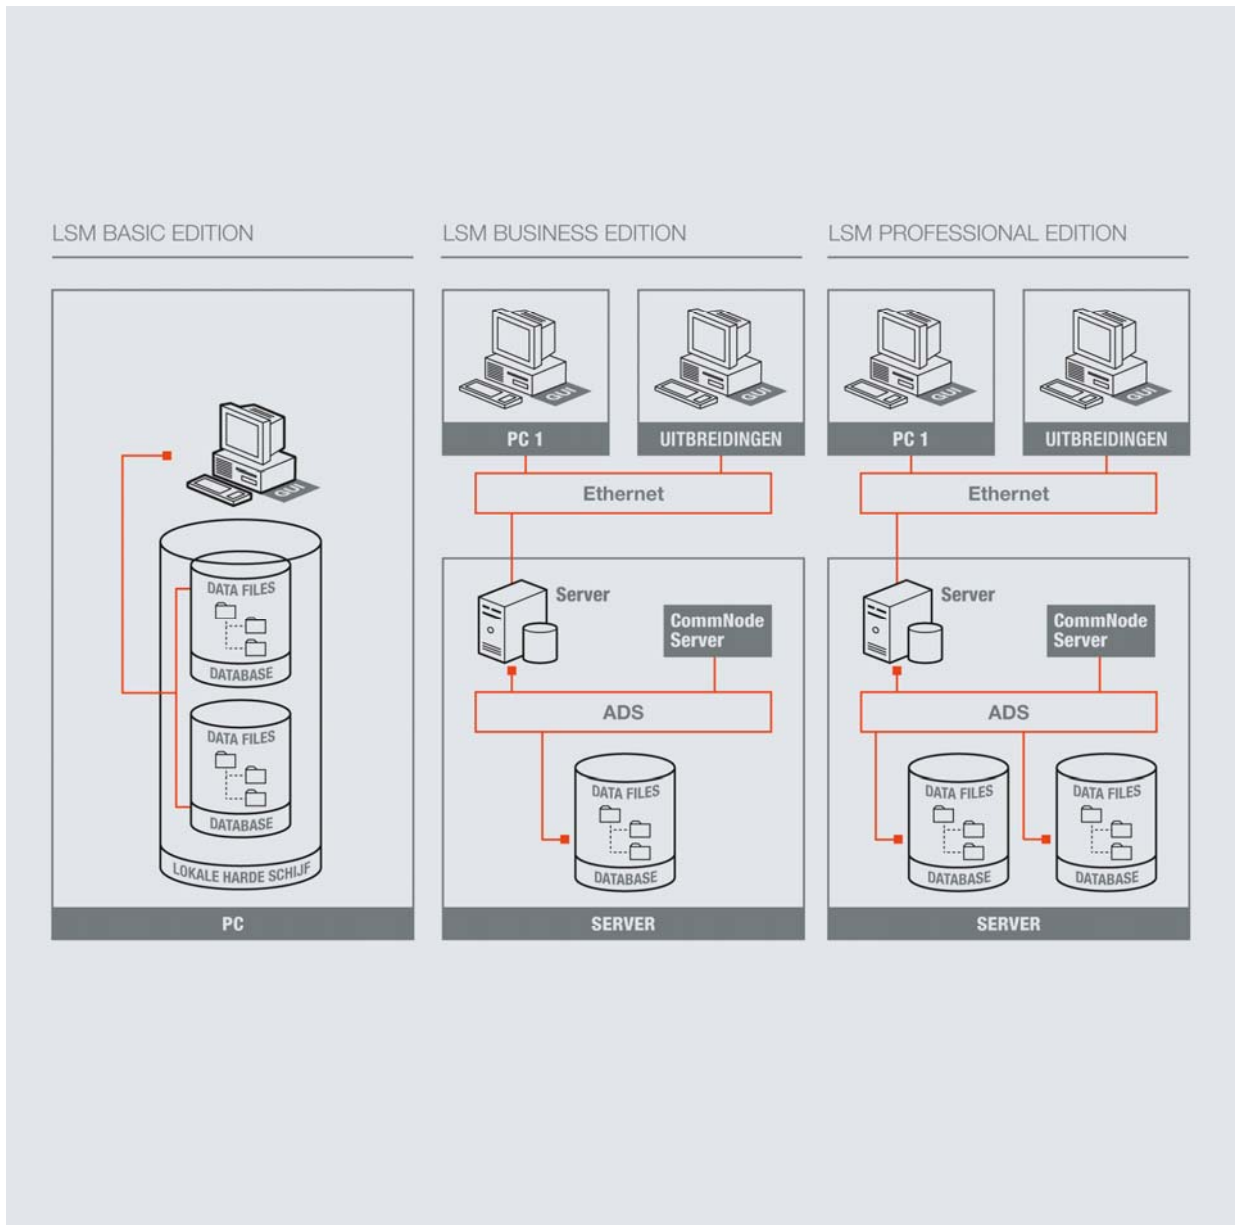 LSM BASIC EDITION
GUI
DATA FILES
DATABASE
DATA FILES
DATABASE
LOKALE HARDE SCHIJF
PC
LSM BUSINESS EDITION
GUI
PC 1
GUI
UITBREIDINGEN
Ethernet
Server
CommNode
Server
ADS
DATA FILES
DATABASE
SERVER
LSM PROFESSIONAL EDITION
GUI
PC 1
GUI
UITBREIDINGEN
Ethernet
Server
CommNode
Server
ADS
DATA FILES
DATABASE
DATA FILES
DATABASE
SERVER